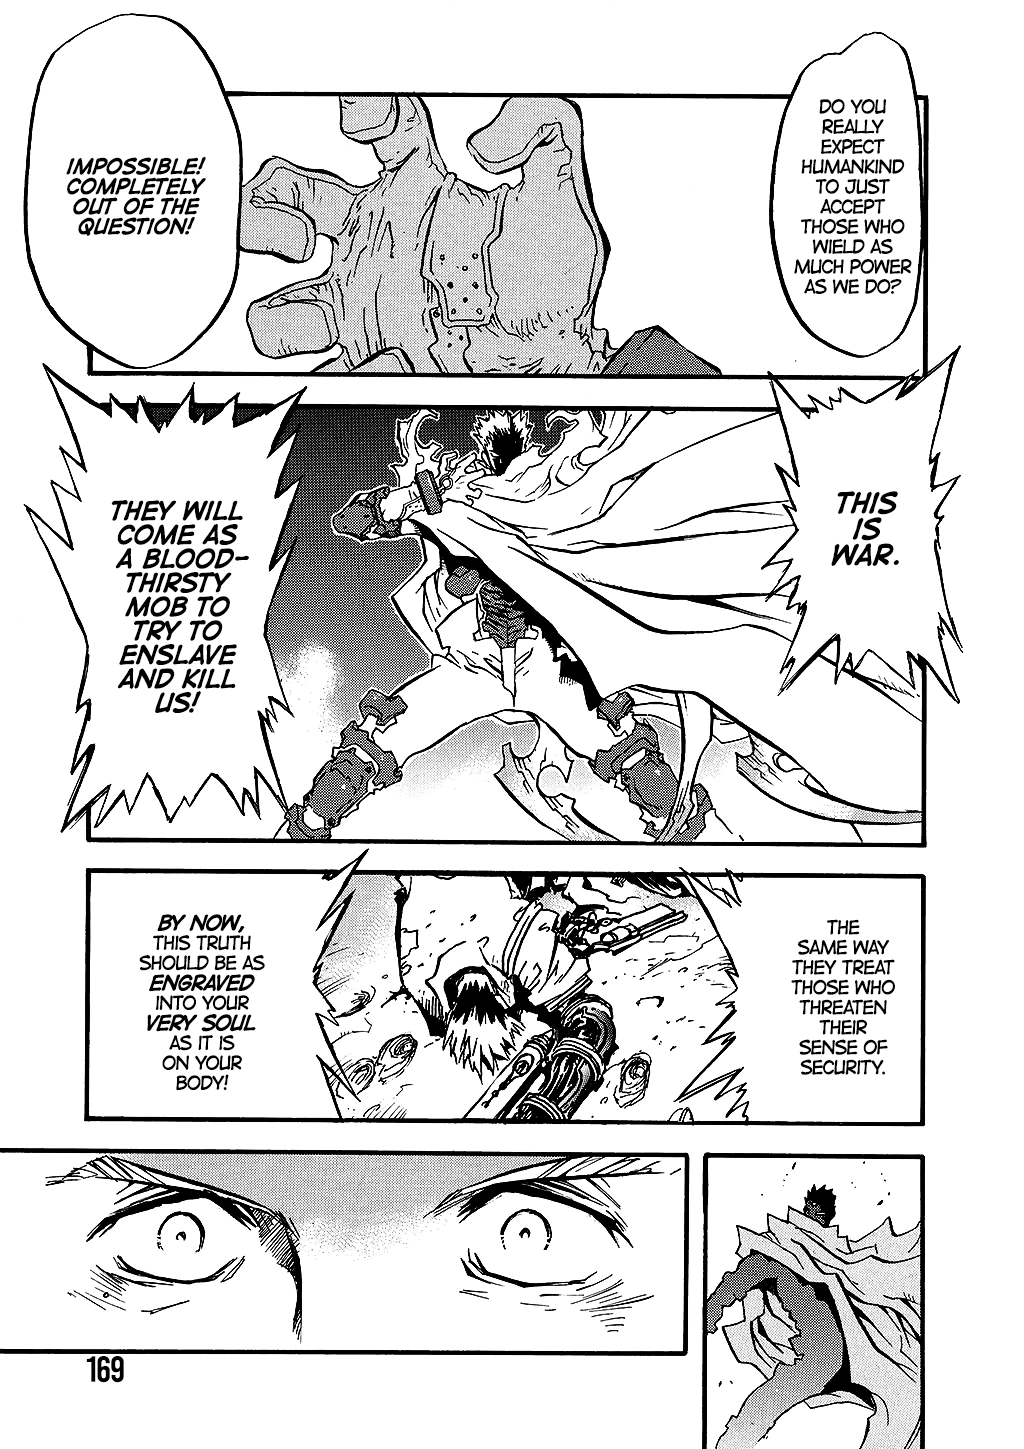 DO YOU
REALLY
EXPECT
HUMANKIND
TO JUST
ACCEPT
THOSE WHO
WIELD AS
MUCH POWER
AS WE DO?
IMPOSSIBLE!
COMPLETELY
OUT OF THE
QUESTION!
THIS
IS
WAR.
THEY WILL
COME AS
A BLOOD-
THIRSTY
MOB TO
TRY TO
ENSLAVE
AND KILL
US!
THE
SAME WAY
THEY TREAT
THOSE WHO
THREATEN
THEIR
SENSE OF
SECURITY.
BY NOW,
THIS TRUTH
SHOULD BE AS
ENGRAVED
INTO YOUR
VERY SOUL
AS IT IS
ON YOUR
BODY!
169